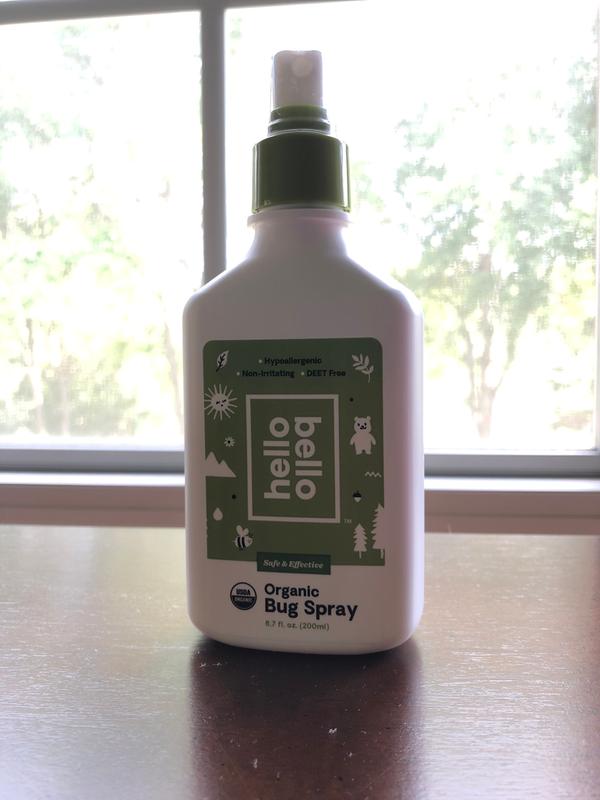 • Hypoallergenic
• Non-Irritating • DEET Free
hello
bello
TM
Safe & Effective
USDA
ORGANIC
Organic
Bug Spray
6.7 fl. oz. (200ml)